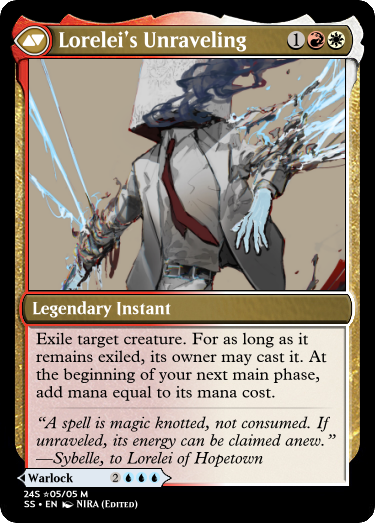 Lorelei's Unraveling 1
Legendary Instant
Exile target creature. For as long as it
remains exiled, its owner may cast it. At
the beginning of your next main phase,
add mana equal to its mana cost.
“A spell is magic knotted, not consumed. If
unraveled, its energy can be claimed anew.”
—Sybelle, to Lorelei of Hopetown
Warlock 2
24S ☆05/05 M
SS • EN NIRA (Edited)